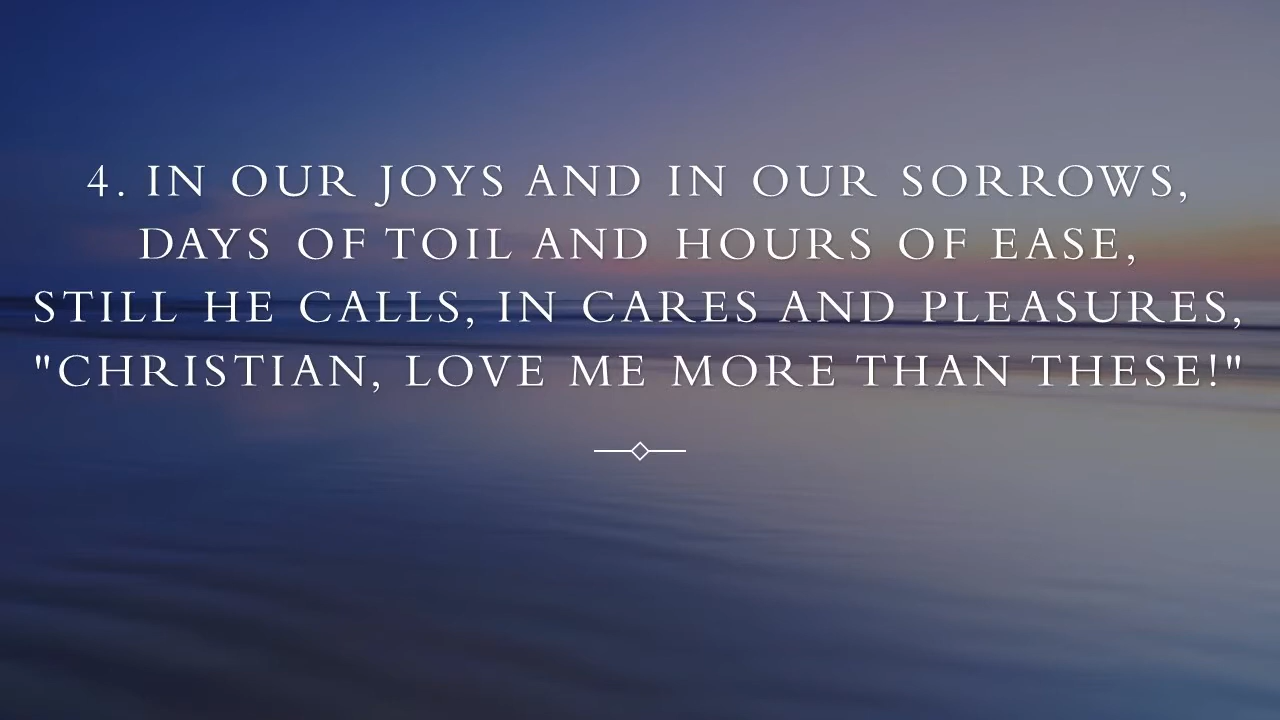 4. IN OUR JOYS AND IN OUR SORROWS,
DAYS OF TOIL AND HOURS OF EASE,
STILL HE CALLS, IN CARES AND PLEASURES,
"CHRISTIAN, LOVE ME MORE THAN THESE!"